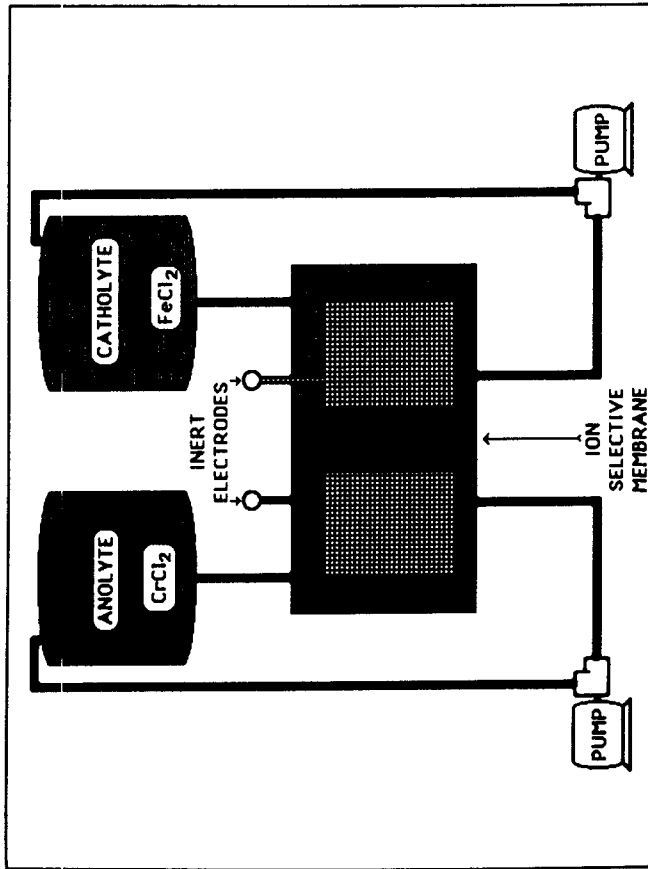 ANOLYTE
CrCl₂
CATHOLYTE
FeCl₂
INERT
ELECTRODES
PUMP
PUMP
ION
SELECTIVE
MEMBRANE